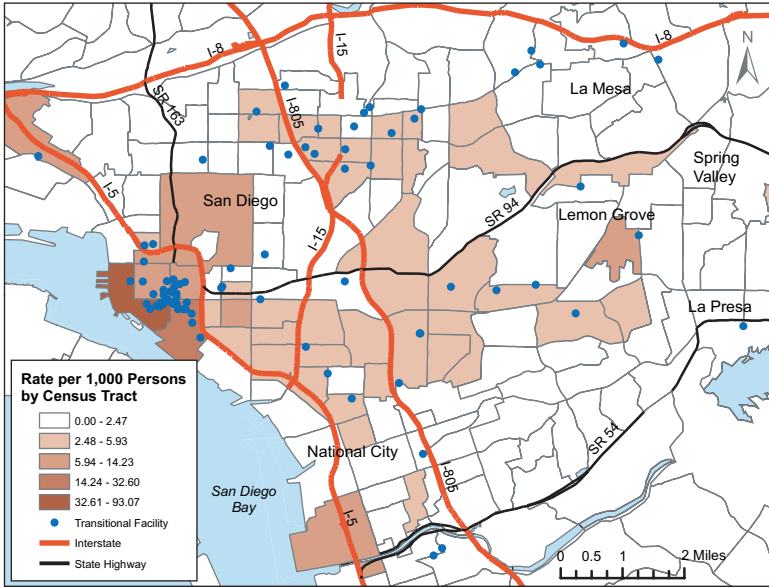 I-8
I-15
I-8
N
La Mesa
SR 163
I-805
Spring
Valley
I-5
San Diego
SR 94
Lemon Grove
I-15
La Presa
Rate per 1,000 Persons
by Census Tract
0.00 - 2.47
2.48 - 5.93
5.94 - 14.23
14.24 - 32.60
32.61 - 93.07
Transitional Facility
Interstate
State Highway
National City
SR 54
I-805
San Diego
Bay
I-5
0 0.5 1 2 Miles